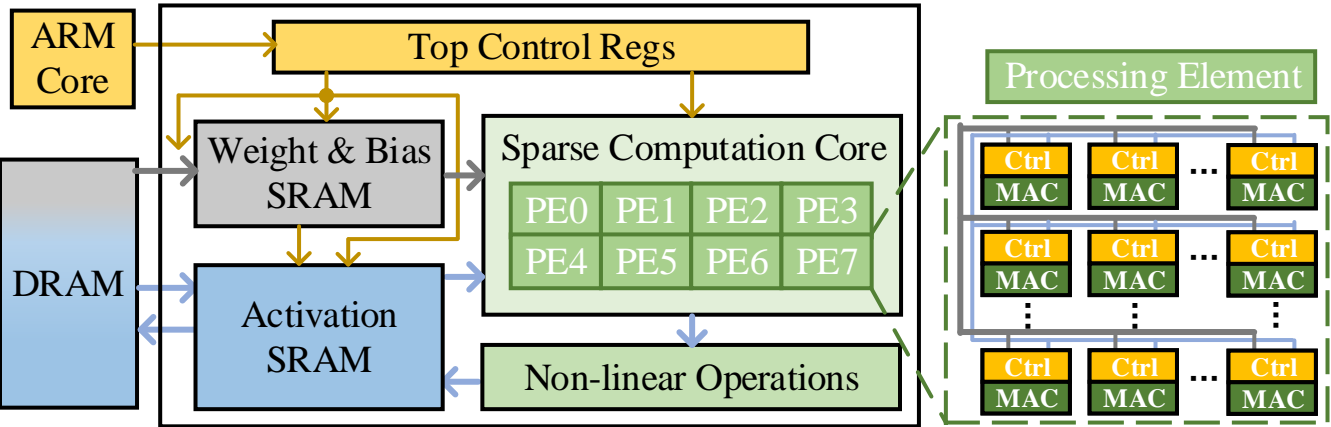 ARM
Core
Top Control Regs
Processing Element
Weight & Bias
SRAM
Sparse Computation Core
PE0 PE1 PE2 PE3
PE4 PE5 PE6 PE7
DRAM
Activation
SRAM
Non-linear Operations
Ctrl Ctrl ... Ctrl
MAC MAC MAC
Ctrl Ctrl ... Ctrl
MAC MAC MAC
Ctrl Ctrl ... Ctrl
MAC MAC MAC